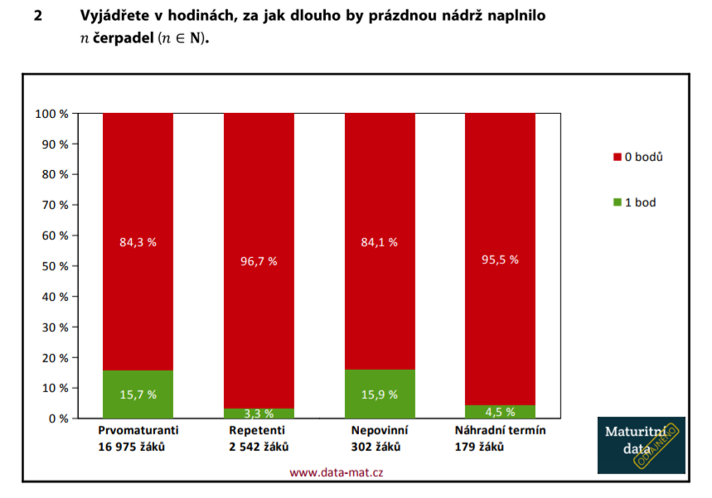 2 Vyjádřete v hodinách, za jak dlouho by prázdnou nádrž naplnilo
n čerpadel (n ∈ N).
100 %
90 %
80 %
70 %
60 %
50 %
40 %
30 %
20 %
10 %
0 %
84,3 %
96,7 %
84,1 %
95,5 %
15,7 %
3,3 %
15,9 %
4,5 %
0 bodů
1 bod
Prvomaturanti
16 975 žáků
Repetenti
2 542 žáků
Nepovinní
302 žáků
Náhradní termín
179 žáků
www.data-mat.cz
Maturitní
data
ODTAJNĚNO